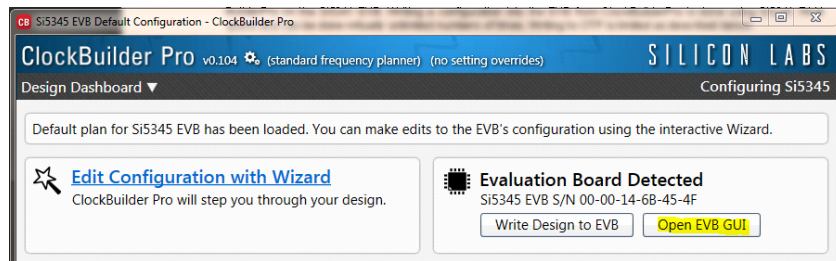 Si5345 EVB Default Configuration - ClockBuilder Pro
ClockBuilder Pro v0.104 (standard frequency planner) (no setting overrides) SILICON LABS
Design Dashboard ▼ Configuring Si5345
Default plan for Si5345 EVB has been loaded. You can make edits to the EVB's configuration using the interactive Wizard.
Edit Configuration with Wizard
ClockBuilder Pro will step you through your design.
Evaluation Board Detected
Si5345 EVB S/N 00-00-14-6B-45-4F
Write Design to EVB Open EVB GUI